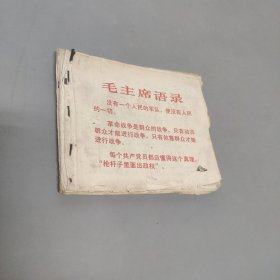 毛主席语录
没有一个人民的军队，便没有人民
的一切。
革命战争是群众的战争，只有动员
群众才能进行战争，只有依靠群众才能
进行战争。
每个共产党员都应懂得这个真理：
“枪杆子里面出政权”